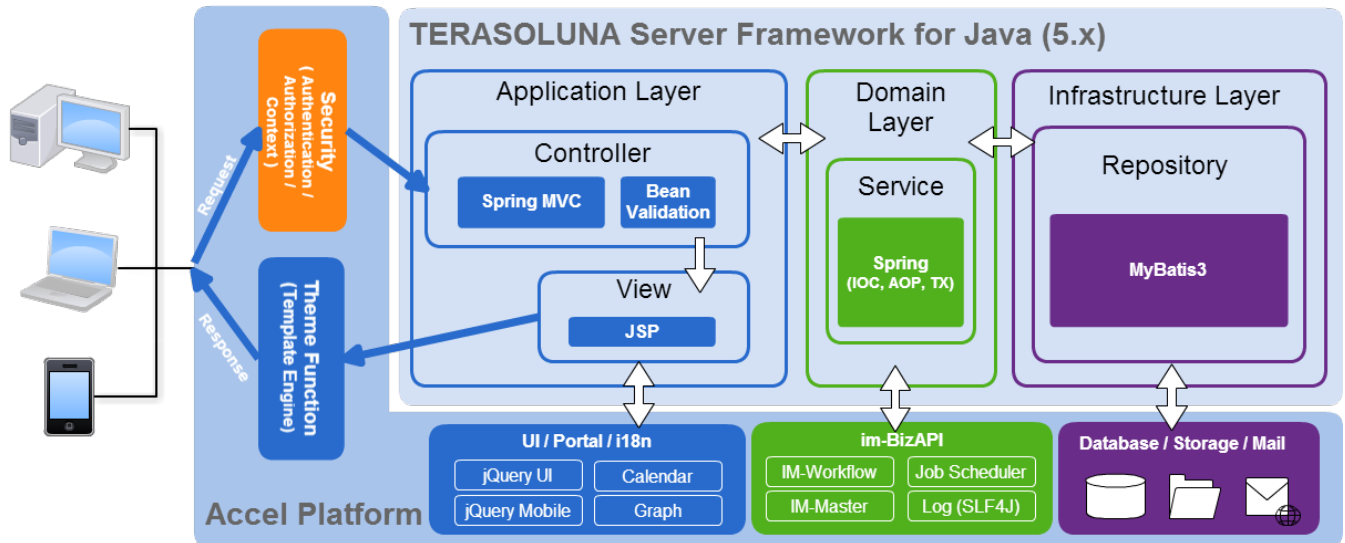 TERASOLUNA Server Framework for Java (5.x)
Request
Response
Security
( Authentication /
Authorization /
Context )
Theme Function
(Template Engine)
Application Layer
Controller
Spring MVC
Bean
Validation
View
JSP
Domain
Layer
Service
Spring
(IOC, AOP, TX)
Infrastructure Layer
Repository
MyBatis3
Accel Platform
UI / Portal / i18n
jQuery UI
Calendar
jQuery Mobile
Graph
im-BizAPI
IM-Workflow
Job Scheduler
IM-Master
Log (SLF4J)
Database / Storage / Mail